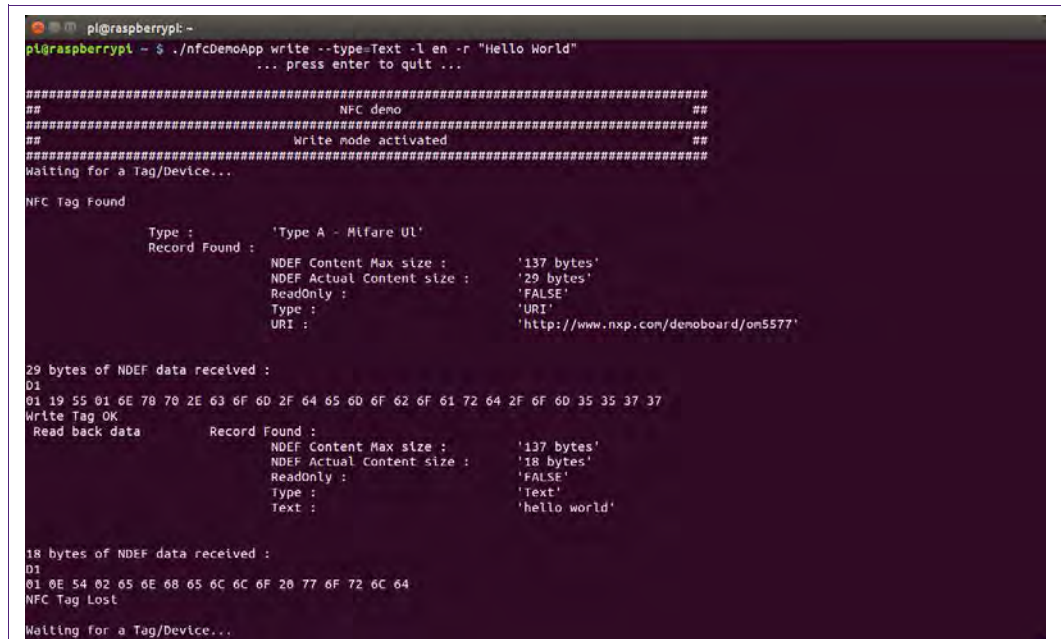 pi@raspberrypi: ~
pi@raspberrypi ~ $ ./nfcDemoApp write --type=Text -l en -r "Hello World"
... press enter to quit ...
#########################################################################################
## NFC demo ##
#########################################################################################
## Write mode activated ##
#########################################################################################
Waiting for a Tag/Device...
NFC Tag Found
Type : 'Type A - Mifare Ul'
Record Found :
NDEF Content Max size : '137 bytes'
NDEF Actual Content size : '29 bytes'
ReadOnly : 'FALSE'
Type : 'URI'
URI : 'http://www.nxp.com/demoboard/om5577'
29 bytes of NDEF data received :
D1
01 19 55 01 6E 78 70 2E 63 6F 6D 2F 64 65 6D 6F 62 6F 61 72 64 2F 6F 6D 35 35 37 37
Write Tag OK
Read back data Record Found :
NDEF Content Max size : '137 bytes'
NDEF Actual Content size : '18 bytes'
ReadOnly : 'FALSE'
Type : 'Text'
Text : 'hello world'
18 bytes of NDEF data received :
D1
01 0E 54 02 65 6E 68 65 6C 6C 6F 20 77 6F 72 6C 64
NFC Tag Lost
Waiting for a Tag/Device...